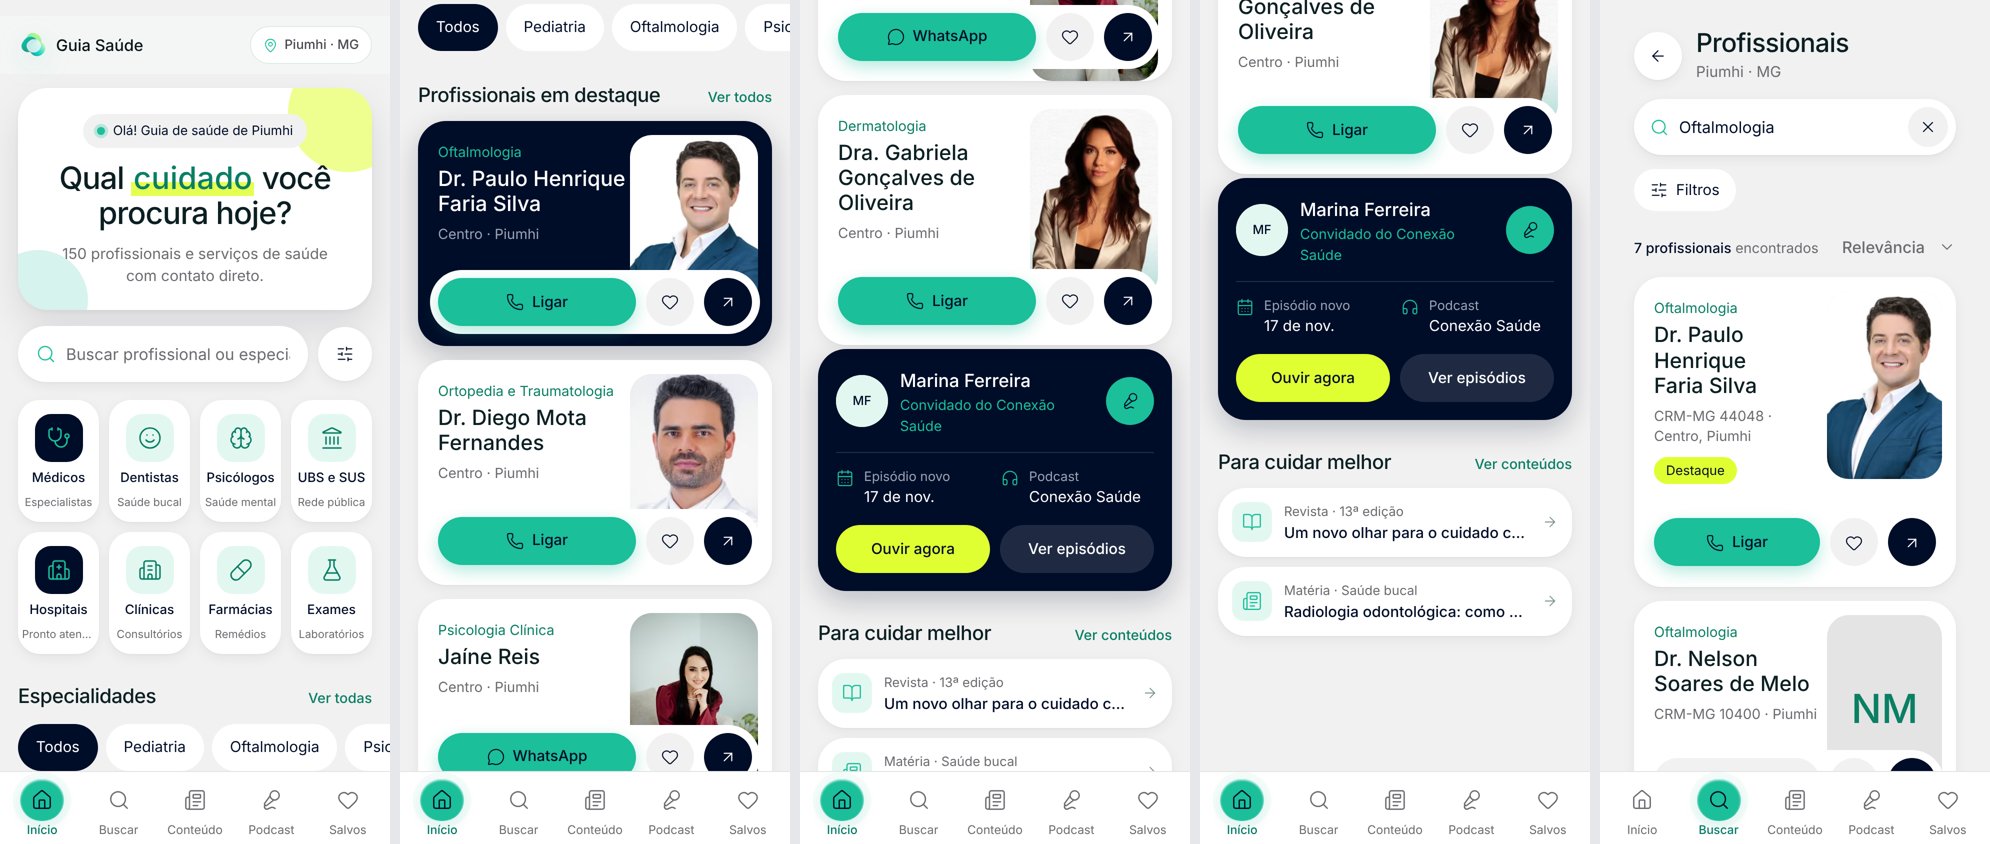 Guia Saúde
Piumhi · MG
Olá! Guia de saúde de Piumhi
Qual cuidado você
procura hoje?
150 profissionais e serviços de saúde
com contato direto.
Buscar profissional ou especi
Médicos
Especialistas
Dentistas
Saúde bucal
Psicólogos
Saúde mental
UBS e SUS
Rede pública
Hospitais
Pronto aten...
Clínicas
Consultórios
Farmácias
Remédios
Exames
Laboratórios
Especialidades
Ver todas
Todos
Pediatria
Oftalmologia
Psic
Início
Buscar
Conteúdo
Podcast
Salvos
Todos
Pediatria
Oftalmologia
Psic
Profissionais em destaque
Ver todos
Oftalmologia
Dr. Paulo Henrique
Faria Silva
Centro · Piumhi
Ligar
Ortopedia e Traumatologia
Dr. Diego Mota
Fernandes
Centro · Piumhi
Ligar
Psicologia Clínica
Jaíne Reis
Centro · Piumhi
WhatsApp
Início
Buscar
Conteúdo
Podcast
Salvos
WhatsApp
Dermatologia
Dra. Gabriela
Gonçalves de
Oliveira
Centro · Piumhi
Ligar
MF
Marina Ferreira
Convidado do Conexão
Saúde
Episódio novo
17 de nov.
Podcast
Conexão Saúde
Ouvir agora
Ver episódios
Para cuidar melhor
Ver conteúdos
Revista · 13ª edição
Um novo olhar para o cuidado c...
Matéria · Saúde bucal
Início
Buscar
Conteúdo
Podcast
Salvos
Gonçalves de
Oliveira
Centro · Piumhi
Ligar
MF
Marina Ferreira
Convidado do Conexão
Saúde
Episódio novo
17 de nov.
Podcast
Conexão Saúde
Ouvir agora
Ver episódios
Para cuidar melhor
Ver conteúdos
Revista · 13ª edição
Um novo olhar para o cuidado c...
Matéria · Saúde bucal
Radiologia odontológica: como ...
Início
Buscar
Conteúdo
Podcast
Salvos
Profissionais
Piumhi · MG
Oftalmologia
Filtros
7 profissionais encontrados
Relevância
Oftalmologia
Dr. Paulo
Henrique
Faria Silva
CRM-MG 44048 ·
Centro, Piumhi
Destaque
Ligar
Oftalmologia
Dr. Nelson
Soares de Melo
CRM-MG 10400 · Piumhi
NM
Início
Buscar
Conteúdo
Podcast
Salvos